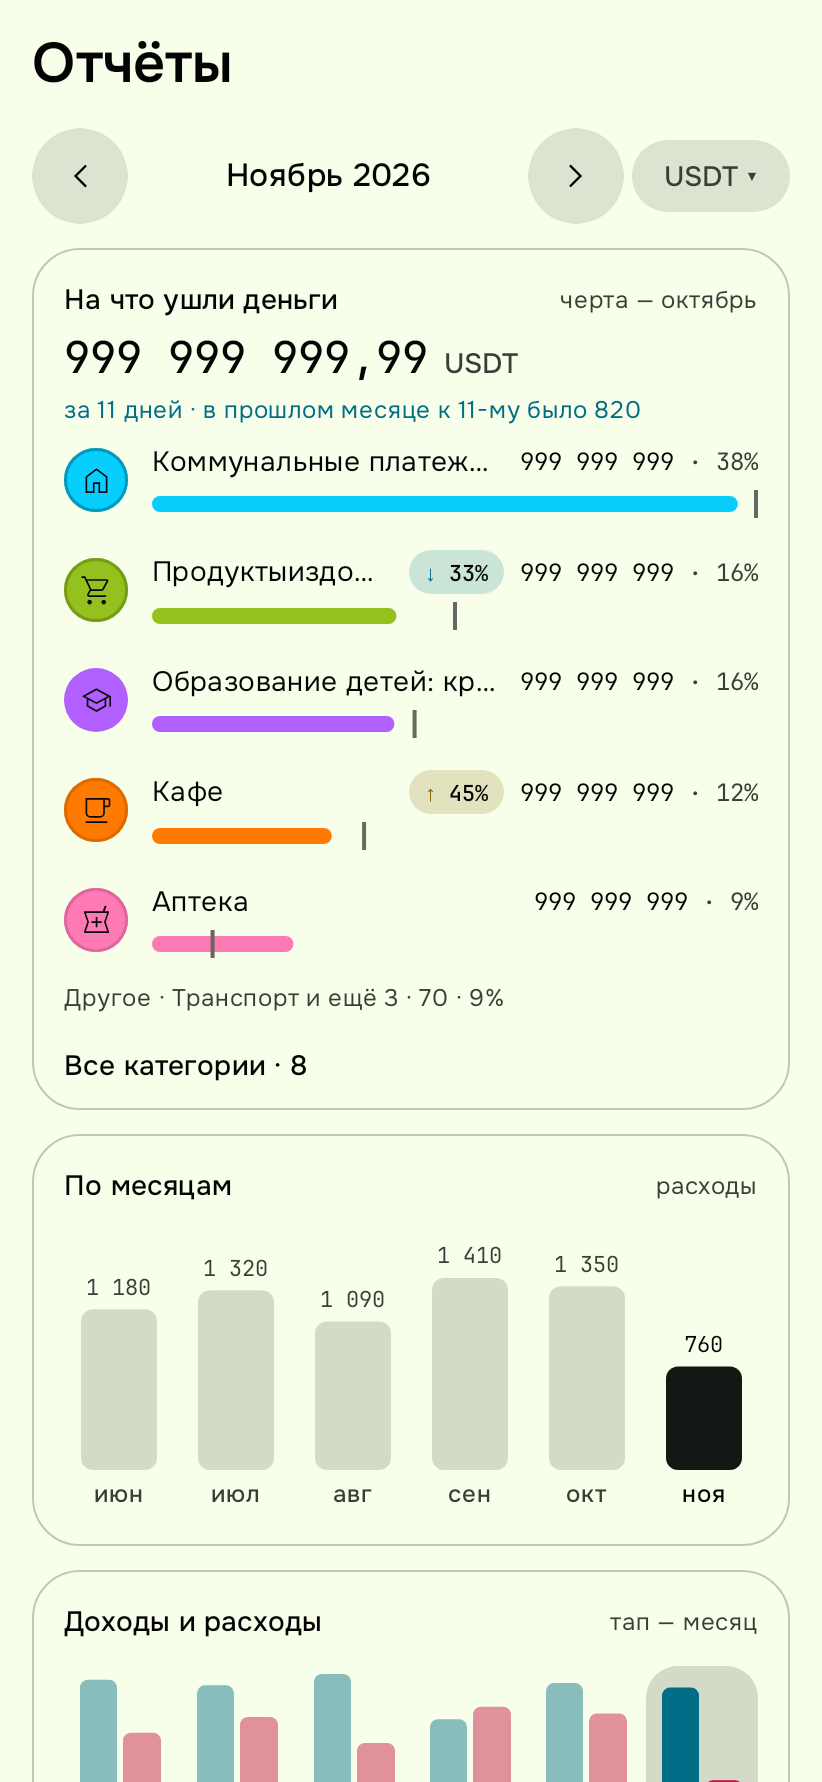 Отчёты
Ноябрь 2026
USDT ▾
На что ушли деньги черта — октябрь
999 999 999,99 USDT
за 11 дней · в прошлом месяце к 11-му было 820
Коммунальные платеж... 999 999 999 · 38%
Продуктыиздо... ↓ 33% 999 999 999 · 16%
Образование детей: кр... 999 999 999 · 16%
Кафе ↑ 45% 999 999 999 · 12%
Аптека 999 999 999 · 9%
Другое · Транспорт и ещё 3 · 70 · 9%
Все категории · 8
По месяцам расходы
1 180 1 320 1 090 1 410 1 350 760
июн июл авг сен окт ноя
Доходы и расходы тап — месяц